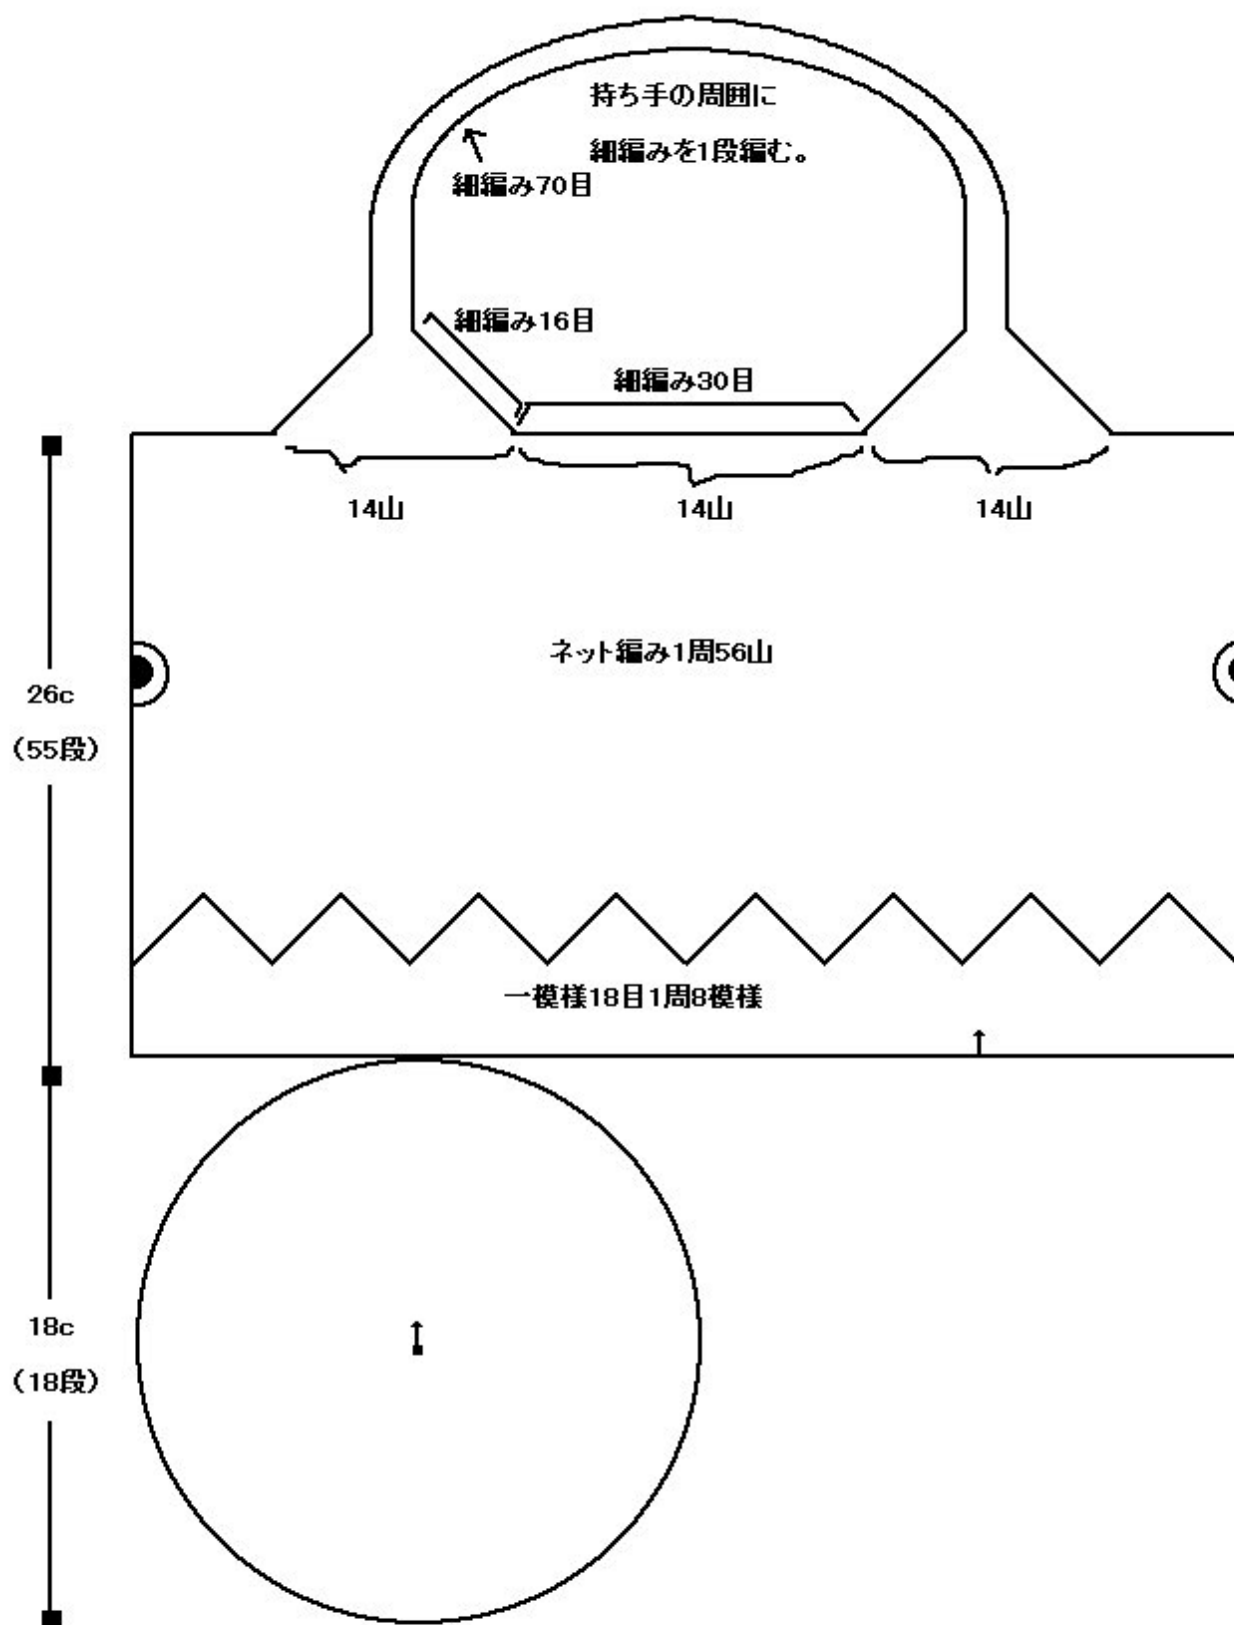 持ち手の周囲に
細編みを1段編む。
細編み70目
細編み16目
細編み30目
14山 14山 14山
ネット編み1周56山
26c
（55段）
一模様18目1周8模様
18c
（18段）